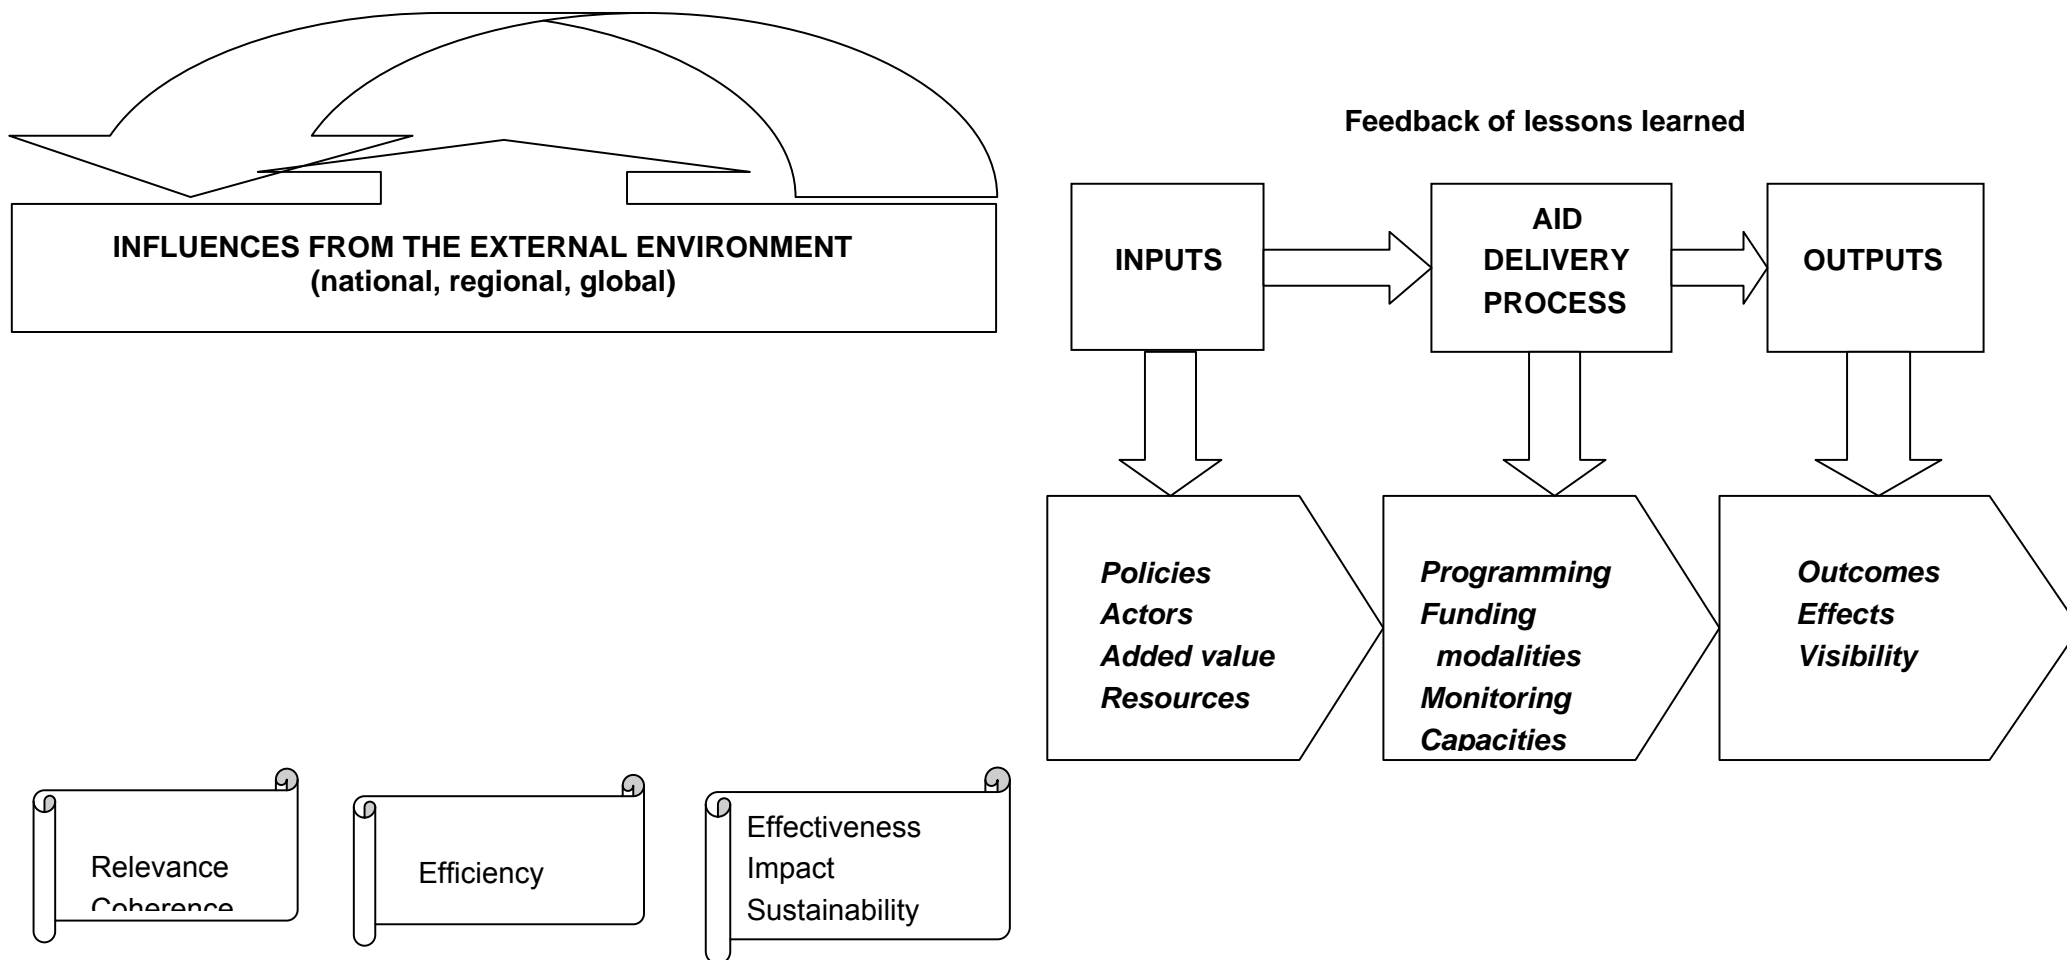 Feedback of lessons learned
INFLUENCES FROM THE EXTERNAL ENVIRONMENT
(national, regional, global)
INPUTS
AID
DELIVERY
PROCESS
OUTPUTS
Policies
Actors
Added value
Resources
Programming
Funding
modalities
Monitoring
Capacities
Outcomes
Effects
Visibility
Relevance
Coherence
Efficiency
Effectiveness
Impact
Sustainability